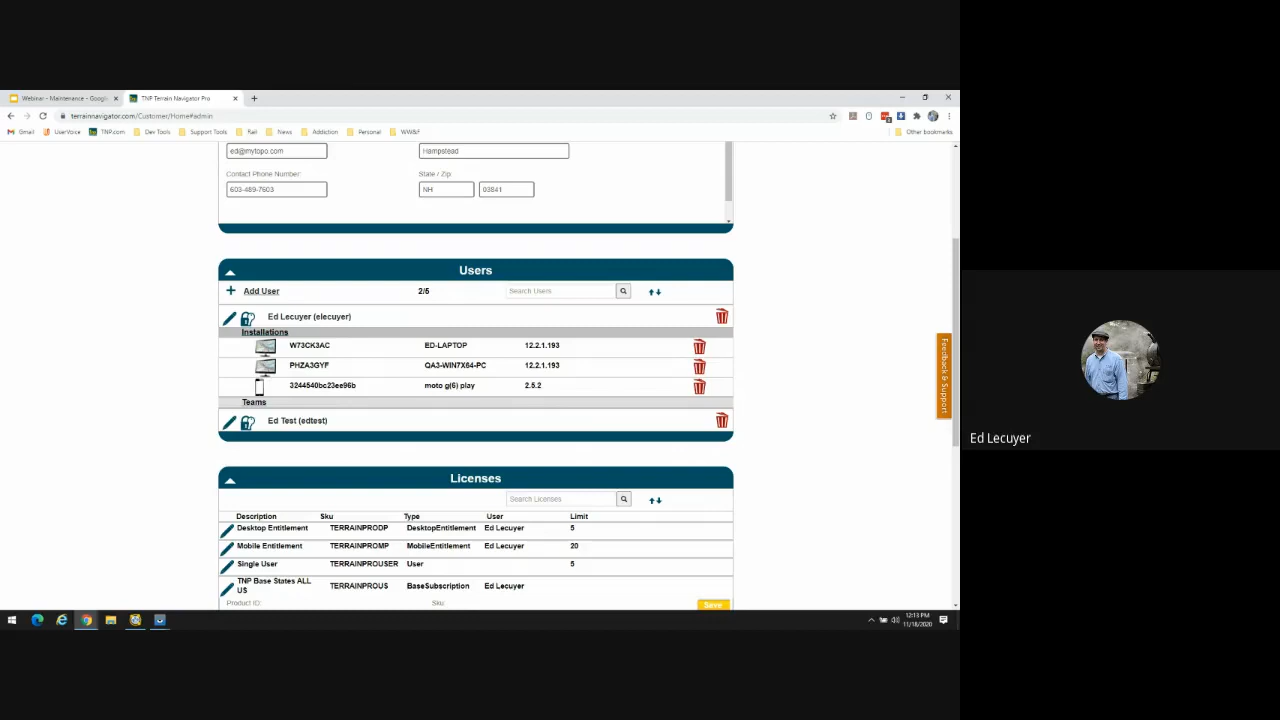 Webinar - Maintenance - Google
TNP Terrain Navigator Pro
terrainnavigator.com/Customer/Home#admin
Gmail
UserVoice
TNP.com
Dev Tools
Support Tools
Rail
News
Addiction
Personal
WW&F
Other bookmarks
ed@mytopo.com
Hampstead
Contact Phone Number:
State / Zip:
603-489-7603
NH
03841
Users
Add User
2/5
Search Users
Ed Lecuyer (elecuyer)
Installations
W73CK3AC ED-LAPTOP 12.2.1.193
PHZA3GYF QA3-WIN7X64-PC 12.2.1.193
3244540bc23ee96b moto g(6) play 2.5.2
Teams
Ed Test (edtest)
Feedback & Support
Licenses
Search Licenses
Description Sku Type User Limit
Desktop Entitlement TERRAINPRODP DesktopEntitlement Ed Lecuyer 5
Mobile Entitlement TERRAINPROMP MobileEntitlement Ed Lecuyer 20
Single User TERRAINPROUSER User 5
TNP Base States ALL
US TERRAINPROUS BaseSubscription Ed Lecuyer
Product ID:
Sku:
Save
12:13 PM
11/18/2020
Ed Lecuyer